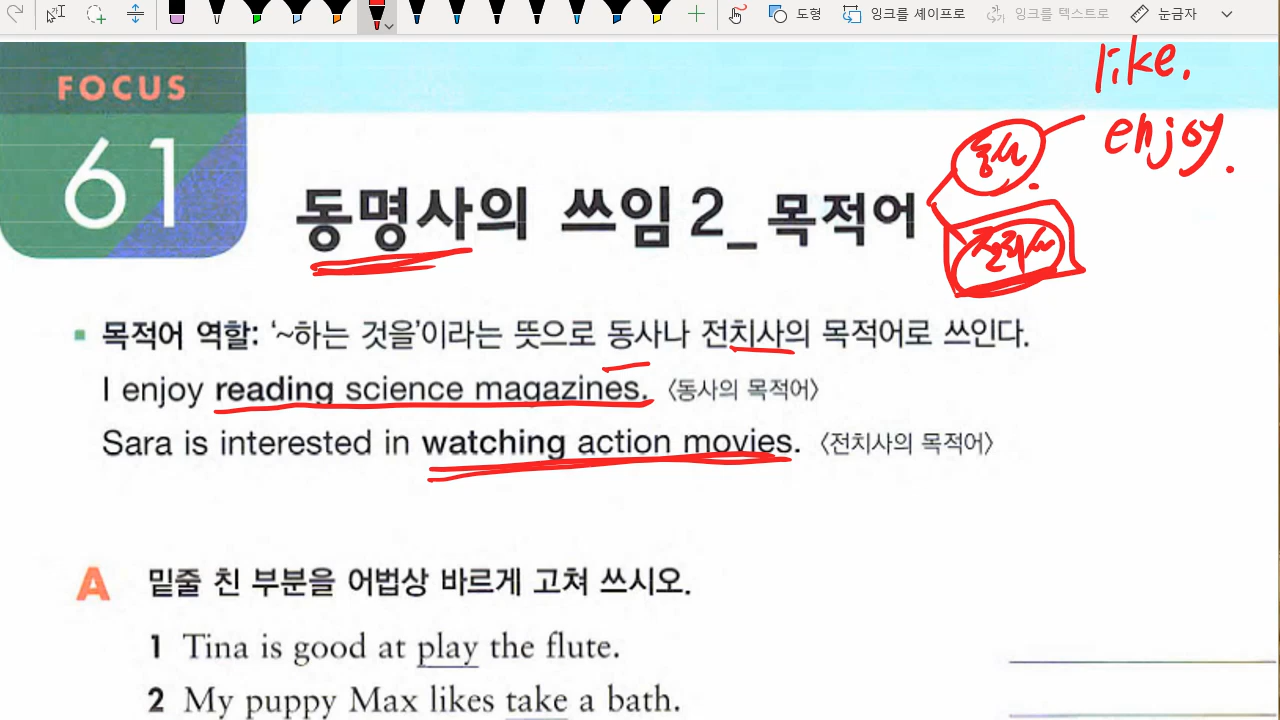 도형 잉크를 셰이프로 잉크를 텍스트로 눈금자
like.
FOCUS
enjoy.
61
동사
동명사의 쓰임 2_목적어
전치사
목적어 역할: ‘~하는 것을’이라는 뜻으로 동사나 전치사의 목적어로 쓰인다.
I enjoy reading science magazines. 〈동사의 목적어〉
Sara is interested in watching action movies. 〈전치사의 목적어〉
A 밑줄 친 부분을 어법상 바르게 고쳐 쓰시오.
1 Tina is good at play the flute.
2 My puppy Max likes take a bath.